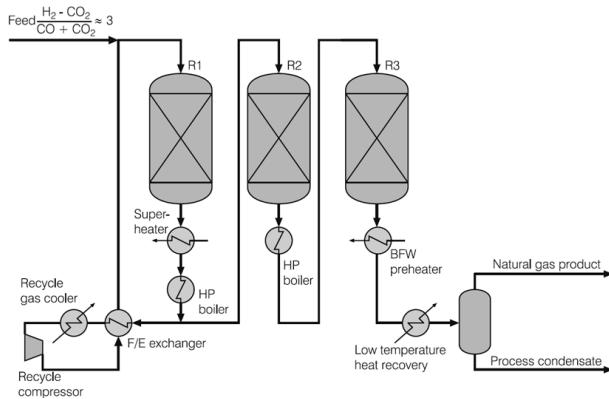 Feed H₂ - CO₂ / CO + CO₂ ≈ 3
R1
R2
R3
Super-
heater
HP
boiler
HP
boiler
BFW
preheater
Recycle
gas cooler
F/E exchanger
Recycle
compressor
Low temperature
heat recovery
Natural gas product
Process condensate